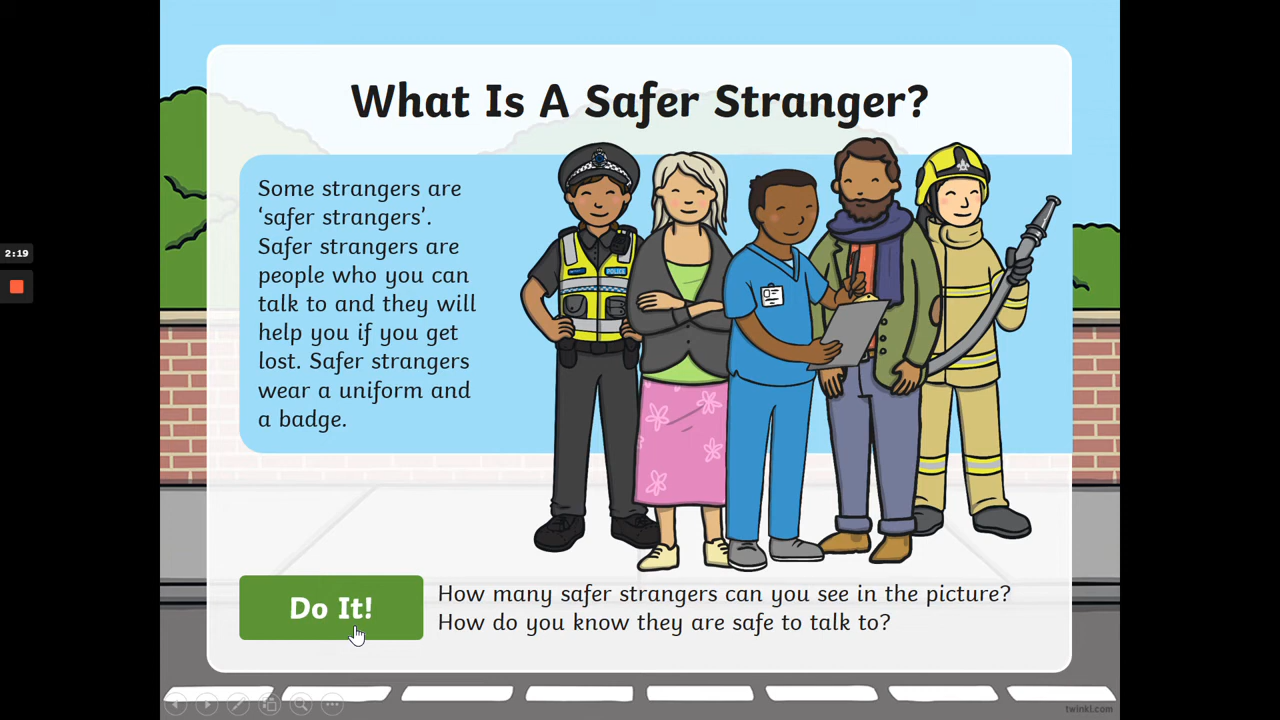 What Is A Safer Stranger?
Some strangers are
‘safer strangers’.
Safer strangers are
people who you can
talk to and they will
help you if you get
lost. Safer strangers
wear a uniform and
a badge.
POLICE
2:19
Do It!
How many safer strangers can you see in the picture?
How do you know they are safe to talk to?
twinkl.com